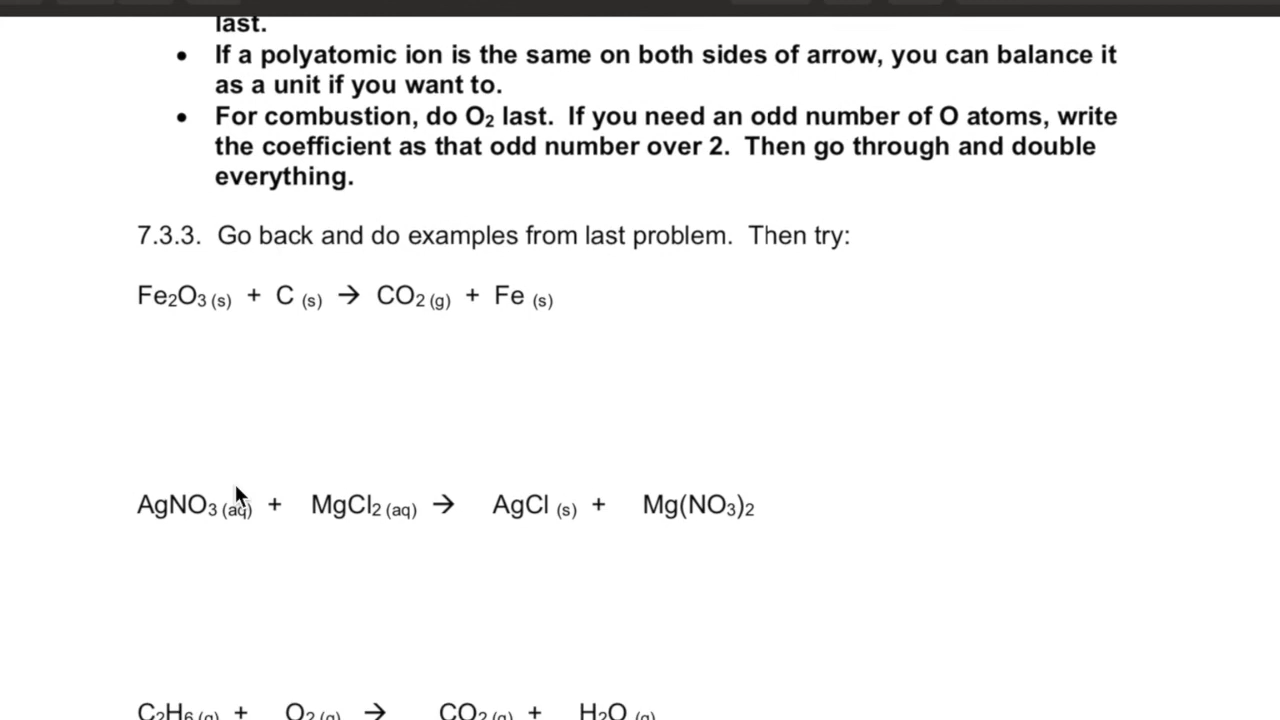 last.
• If a polyatomic ion is the same on both sides of arrow, you can balance it
as a unit if you want to.
• For combustion, do O₂ last. If you need an odd number of O atoms, write
the coefficient as that odd number over 2. Then go through and double
everything.
7.3.3. Go back and do examples from last problem. Then try:
Fe₂O₃ (s) + C (s) → CO₂ (g) + Fe (s)
AgNO₃ (aq) + MgCl₂ (aq) → AgCl (s) + Mg(NO₃)₂
C₂H₆ (g) + O₂ (g) → CO₂ (g) + H₂O (g)